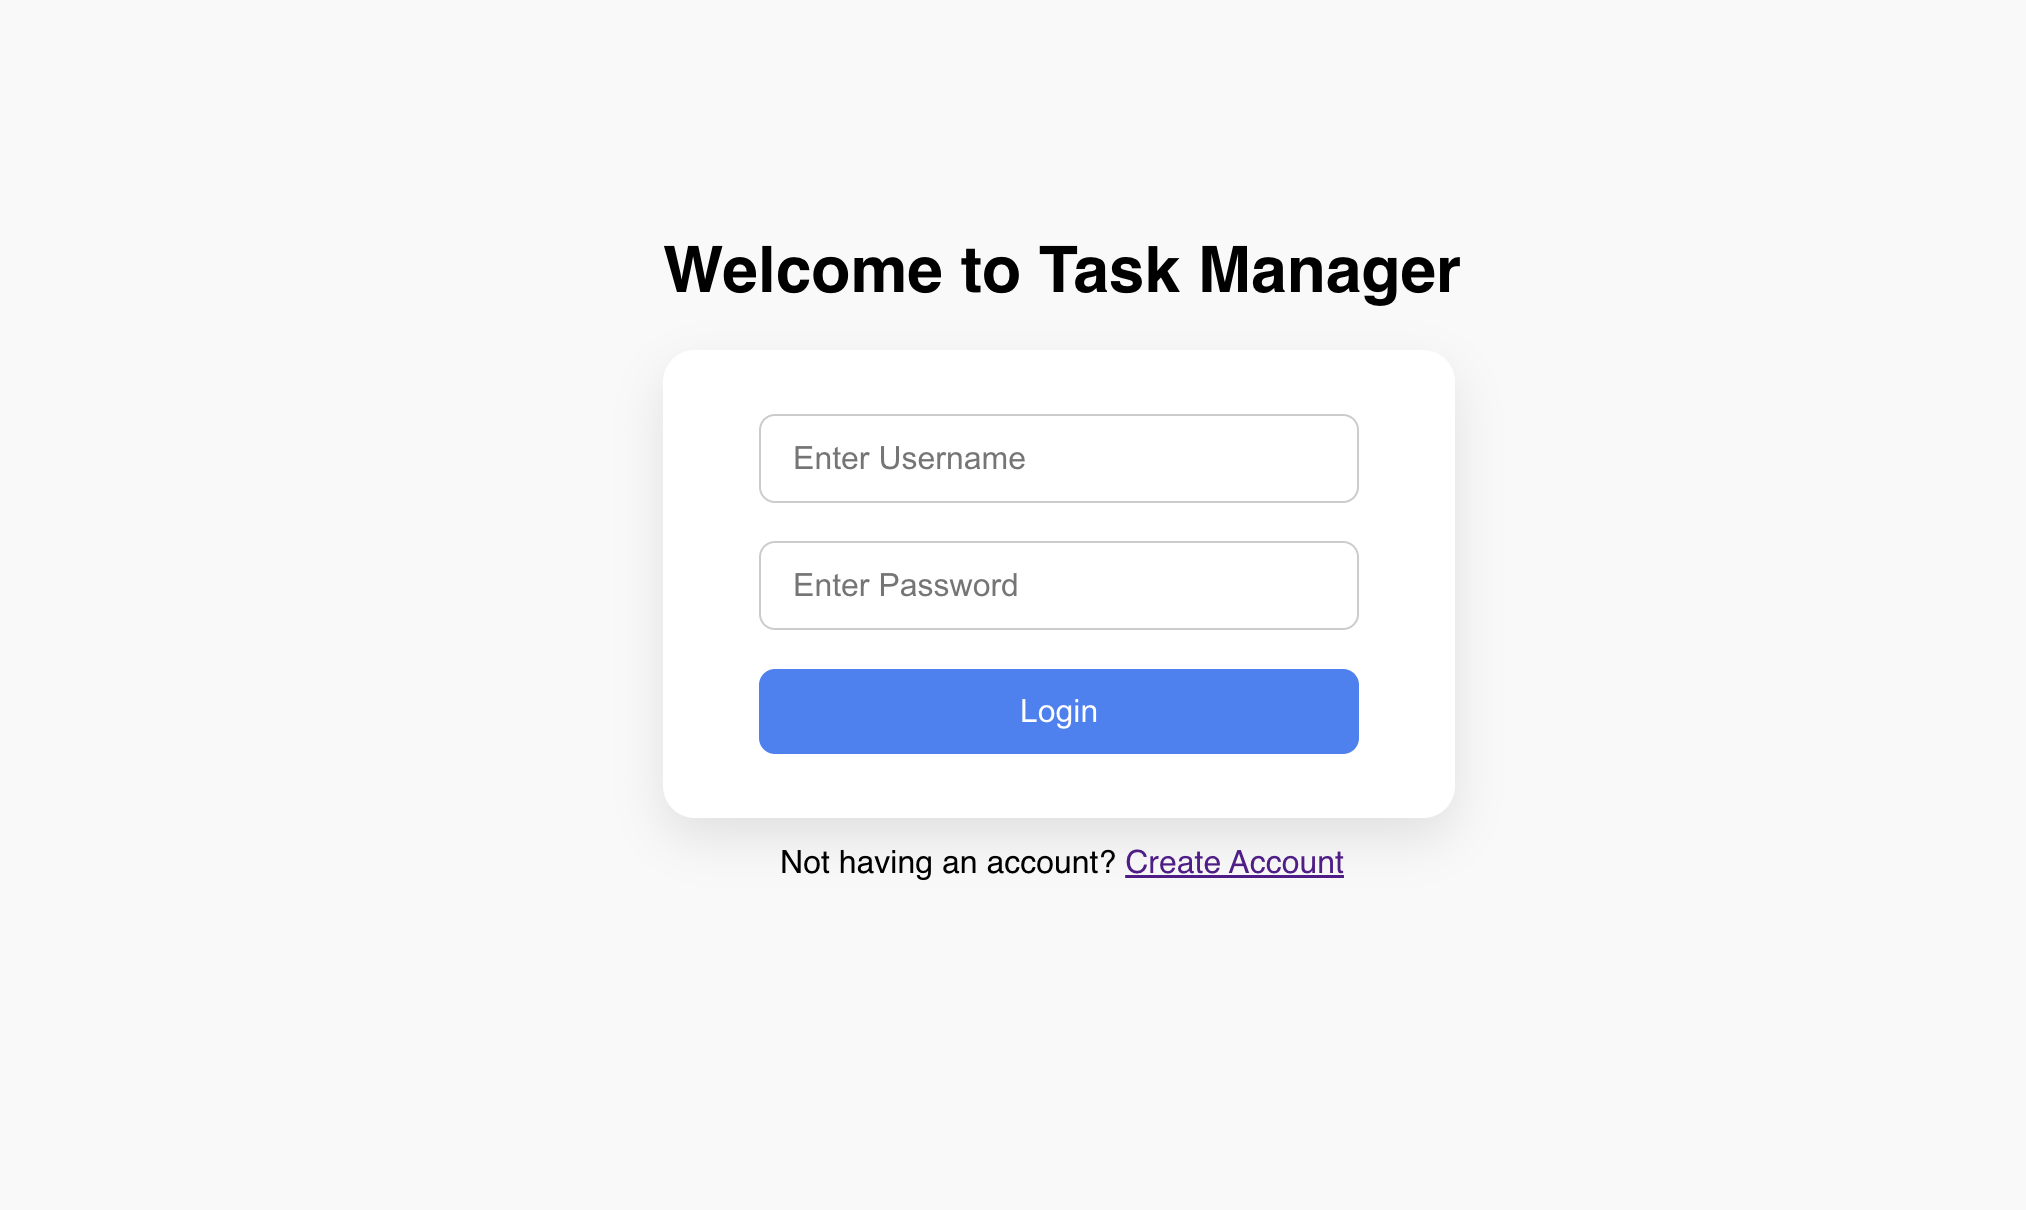 Welcome to Task Manager
Enter Username
Enter Password
Login
Not having an account? Create Account